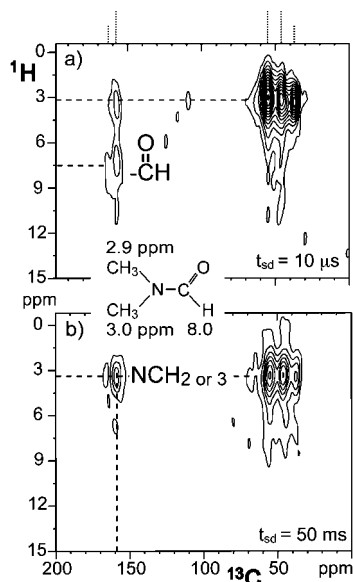 ¹H
a)
0
3
6
9
12
15
ppm
O
-CH
t_sd = 10 µs
2.9 ppm
CH₃
O
N-C
CH₃
H
3.0 ppm 8.0
b)
0
3
6
9
12
15
NCH₂ or 3
t_sd = 50 ms
200
150
100
50
ppm
¹³C